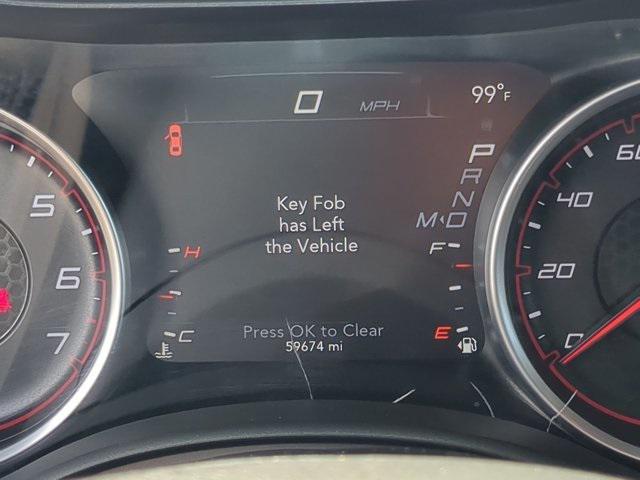 0 MPH
99°F
P
R
N
M◄D
Key Fob
has Left
the Vehicle
H
F
C
E
Press OK to Clear
59674 mi
5
6
7
60
40
20
0